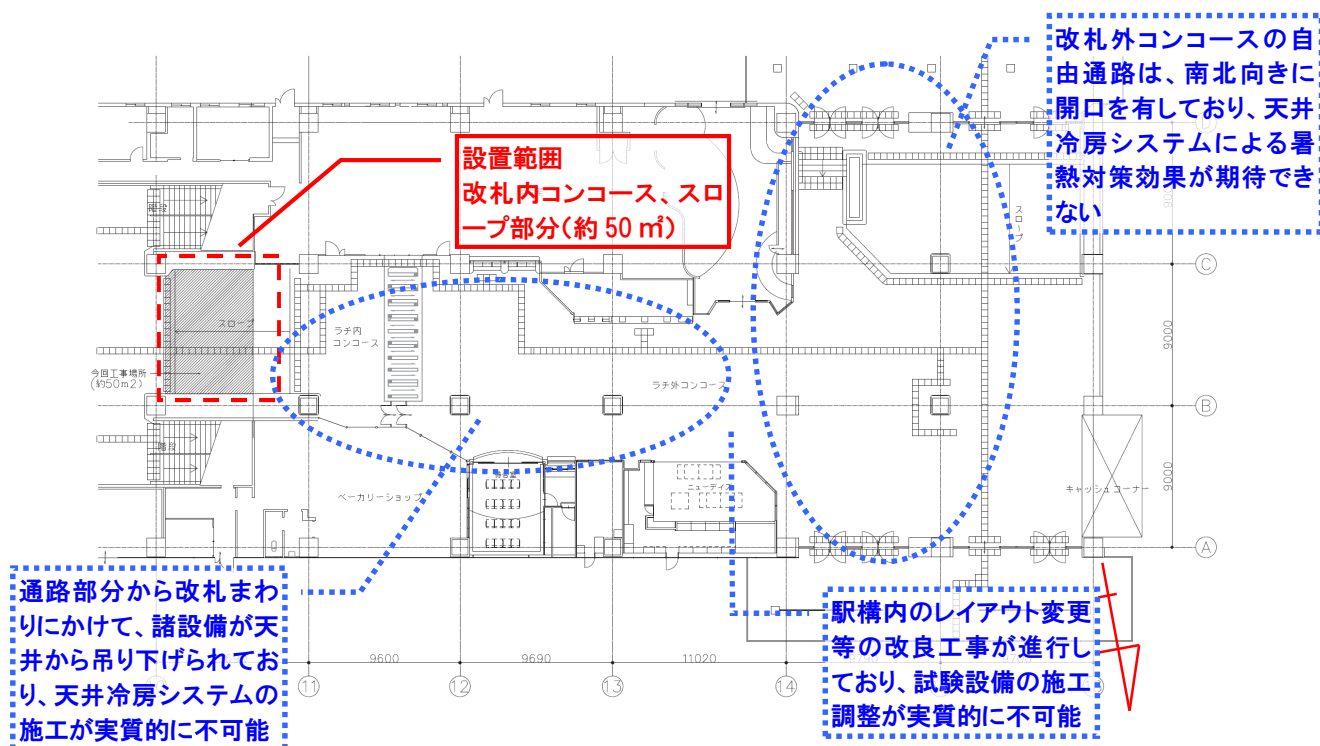 改札外コンコースの自
由通路は、南北向きに
開口を有しており、天井
冷房システムによる暑
熱対策効果が期待でき
ない
設置範囲
改札内コンコース、スロ
ープ部分(約 50 ㎡)
階段
スロープ
C
スロープ
ラチ内
コンコース
9000
今回工事場所
(約50m2)
ラチ外コンコース
B
階段
ベーカリーショップ
キャッシュコーナー
9000
A
通路部分から改札まわ
りにかけて、諸設備が天
井から吊り下げられてお
り、天井冷房システムの
施工が実質的に不可能
駅構内のレイアウト変更
等の改良工事が進行し
ており、試験設備の施工
調整が実質的に不可能
9600
9690
11020
11
12
13
14